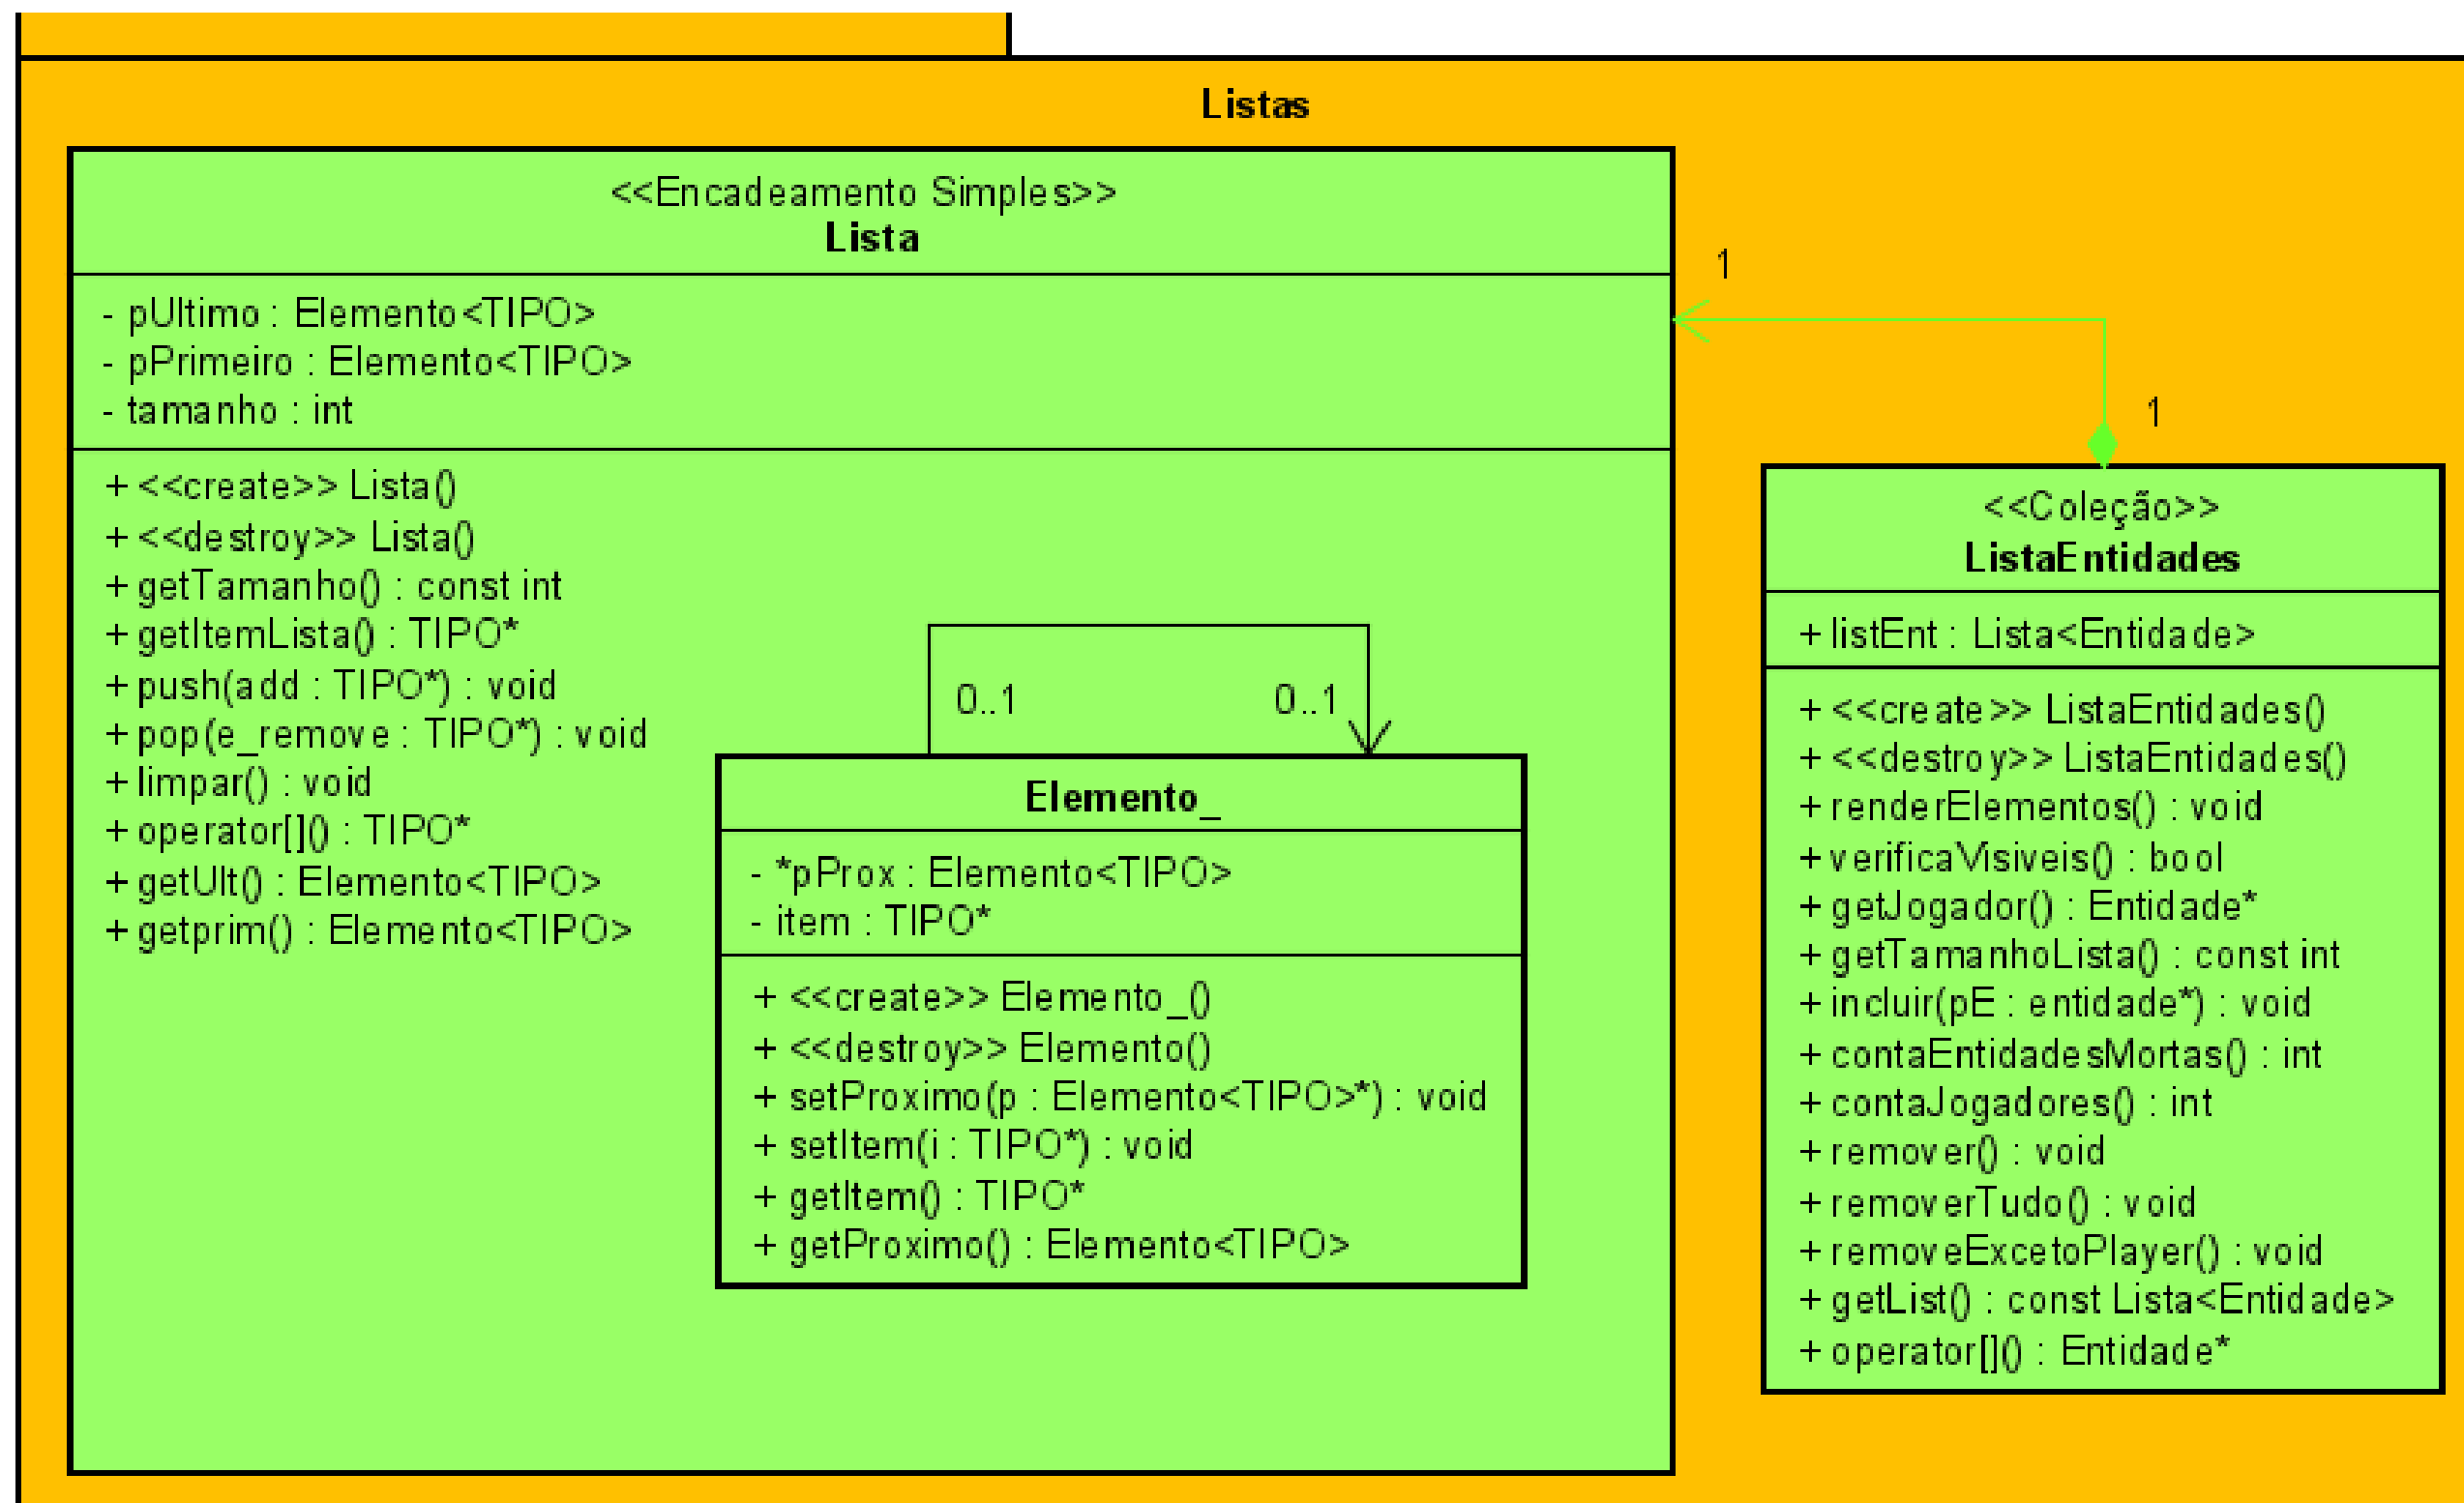 Listas
<<Encadeamento Simples>>
Lista
- pUltimo : Elemento<TIPO>
- pPrimeiro : Elemento<TIPO>
- tamanho : int
+ <<create>> Lista()
+ <<destroy>> Lista()
+ getTamanho() : const int
+ getItemLista() : TIPO*
+ push(add : TIPO*) : void
+ pop(e_remove : TIPO*) : void
+ limpar() : void
+ operator[]() : TIPO*
+ getUlt() : Elemento<TIPO>
+ getprim() : Elemento<TIPO>
0..1
0..1
Elemento_
- *pProx : Elemento<TIPO>
- item : TIPO*
+ <<create>> Elemento_()
+ <<destroy>> Elemento()
+ setProximo(p : Elemento<TIPO>*) : void
+ setItem(i : TIPO*) : void
+ getItem() : TIPO*
+ getProximo() : Elemento<TIPO>
1
1
<<Coleção>>
ListaEntidades
+ listEnt : Lista<Entidade>
+ <<create>> ListaEntidades()
+ <<destroy>> ListaEntidades()
+ renderElementos() : void
+ verificaVisiveis() : bool
+ getJogador() : Entidade*
+ getTamanhoLista() : const int
+ incluir(pE : entidade*) : void
+ contaEntidadesMortas() : int
+ contaJogadores() : int
+ remover() : void
+ removerTudo() : void
+ removeExcetoPlayer() : void
+ getList() : const Lista<Entidade>
+ operator[]() : Entidade*